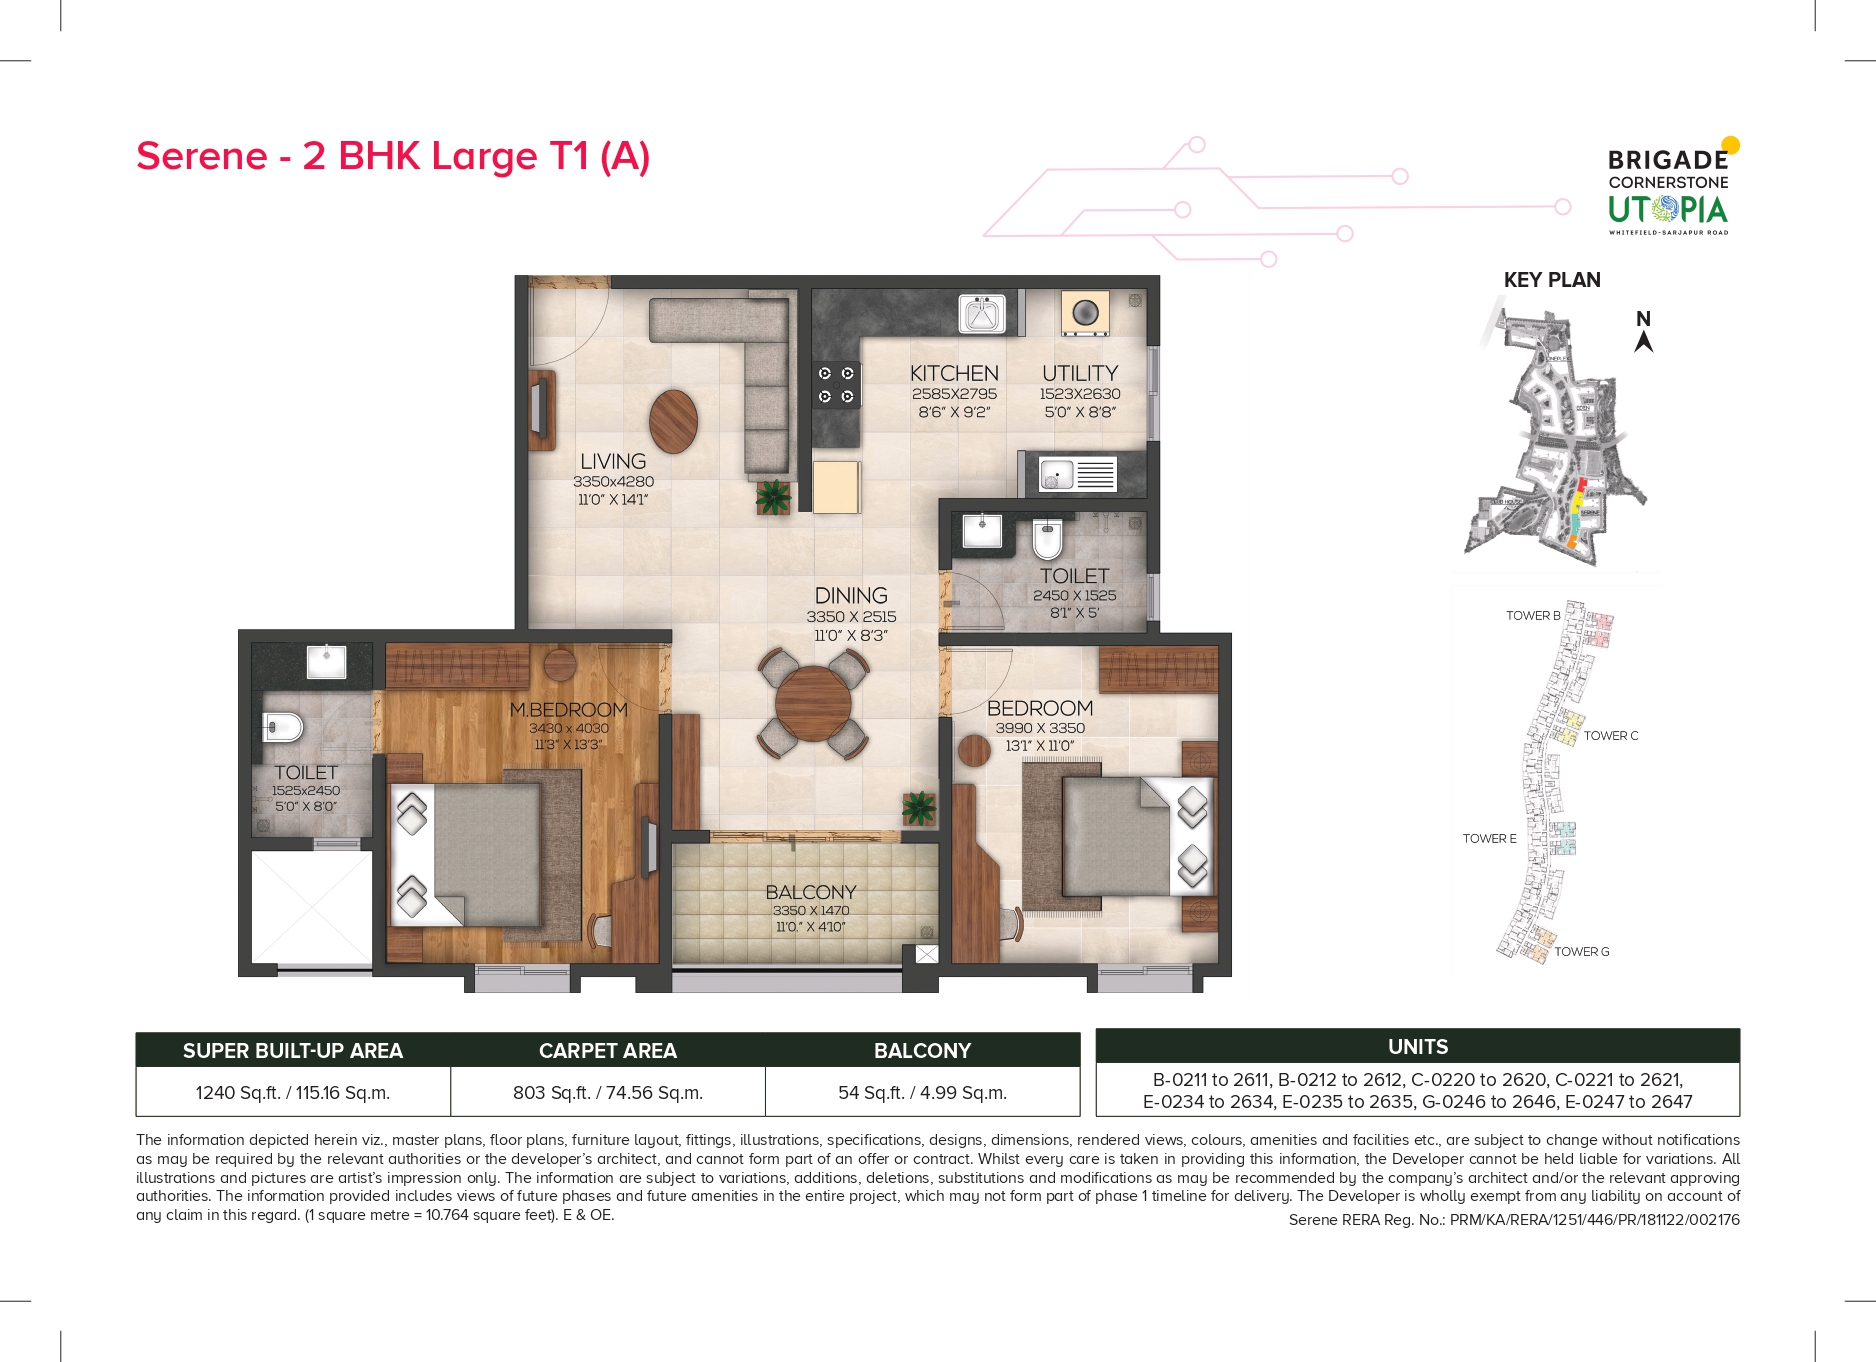 Serene - 2 BHK Large T1 (A)
BRIGADE
CORNERSTONE
UTOPIA
WHITEFIELD-SARJAPUR ROAD
KEY PLAN
N
LIVING
3350x4280
11'0" X 14'1"
KITCHEN
2585X2795
8'6" X 9'2"
UTILITY
1523X2630
5'0" X 8'8"
DINING
3350 X 2515
11'0" X 8'3"
TOILET
2450 X 1525
8'1" X 5'
M.BEDROOM
3430 x 4030
11'3" X 13'3"
BEDROOM
3990 X 3350
13'1" X 11'0"
TOILET
1525x2450
5'0" X 8'0"
BALCONY
3350 X 1470
11'0." X 4'10"
EDEN
TOWER B
TOWER C
TOWER E
TOWER G
SUPER BUILT-UP AREA CARPET AREA BALCONY
1240 Sq.ft. / 115.16 Sq.m. 803 Sq.ft. / 74.56 Sq.m. 54 Sq.ft. / 4.99 Sq.m.
UNITS
B-0211 to 2611, B-0212 to 2612, C-0220 to 2620, C-0221 to 2621,
E-0234 to 2634, E-0235 to 2635, G-0246 to 2646, E-0247 to 2647
The information depicted herein viz., master plans, floor plans, furniture layout, fittings, illustrations, specifications, designs, dimensions, rendered views, colours, amenities and facilities etc., are subject to change without notifications
as may be required by the relevant authorities or the developer's architect, and cannot form part of an offer or contract. Whilst every care is taken in providing this information, the Developer cannot be held liable for variations. All
illustrations and pictures are artist's impression only. The information are subject to variations, additions, deletions, substitutions and modifications as may be recommended by the company's architect and/or the relevant approving
authorities. The information provided includes views of future phases and future amenities in the entire project, which may not form part of phase 1 timeline for delivery. The Developer is wholly exempt from any liability on account of
any claim in this regard. (1 square metre = 10.764 square feet). E & OE.
Serene RERA Reg. No.: PRM/KA/RERA/1251/446/PR/181122/002176